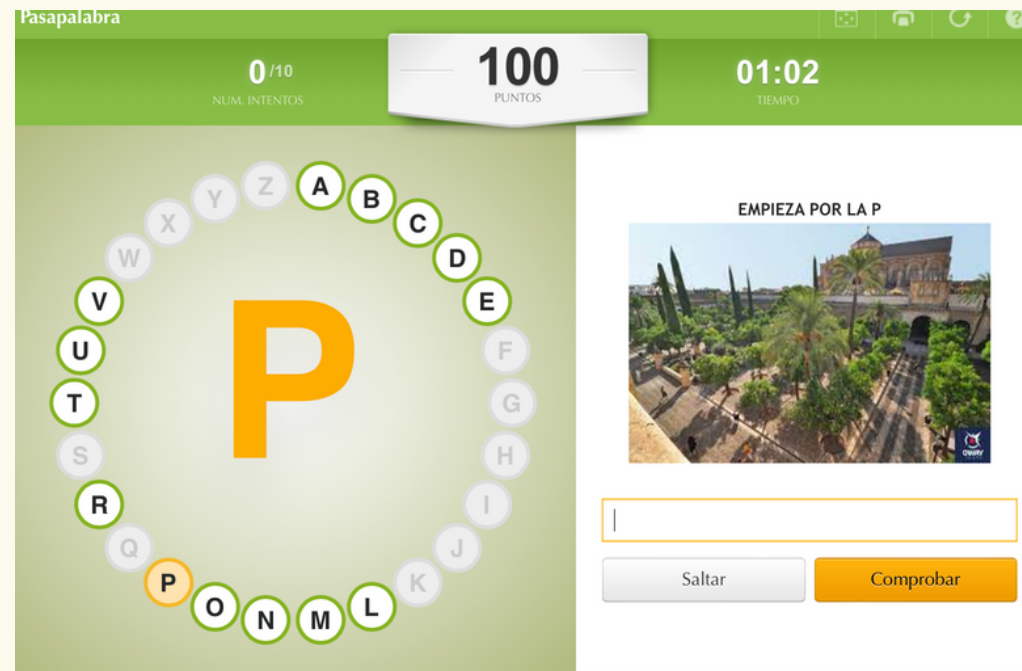 Pasapalabra
0/10
NUM. INTENTOS
100
PUNTOS
01:02
TIEMPO
A
B
C
D
E
F
G
H
I
J
K
L
M
N
O
P
Q
R
S
T
U
V
W
X
Y
Z
P
EMPIEZA POR LA P
Saltar
Comprobar